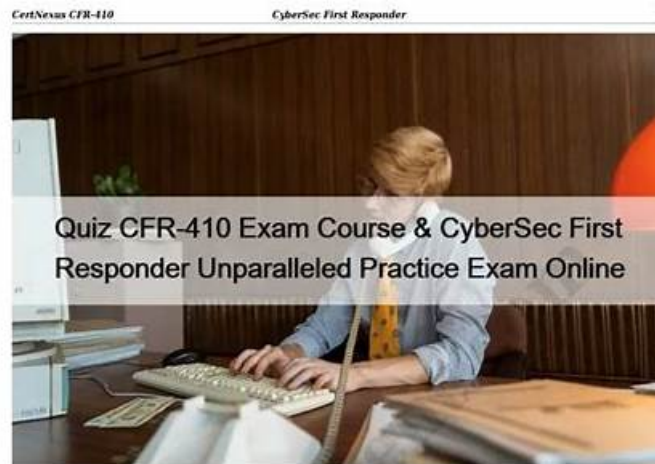 CertNexus CFR-410 CyberSec First Responder
Quiz CFR-410 Exam Course & CyberSec First
Responder Unparalleled Practice Exam Online